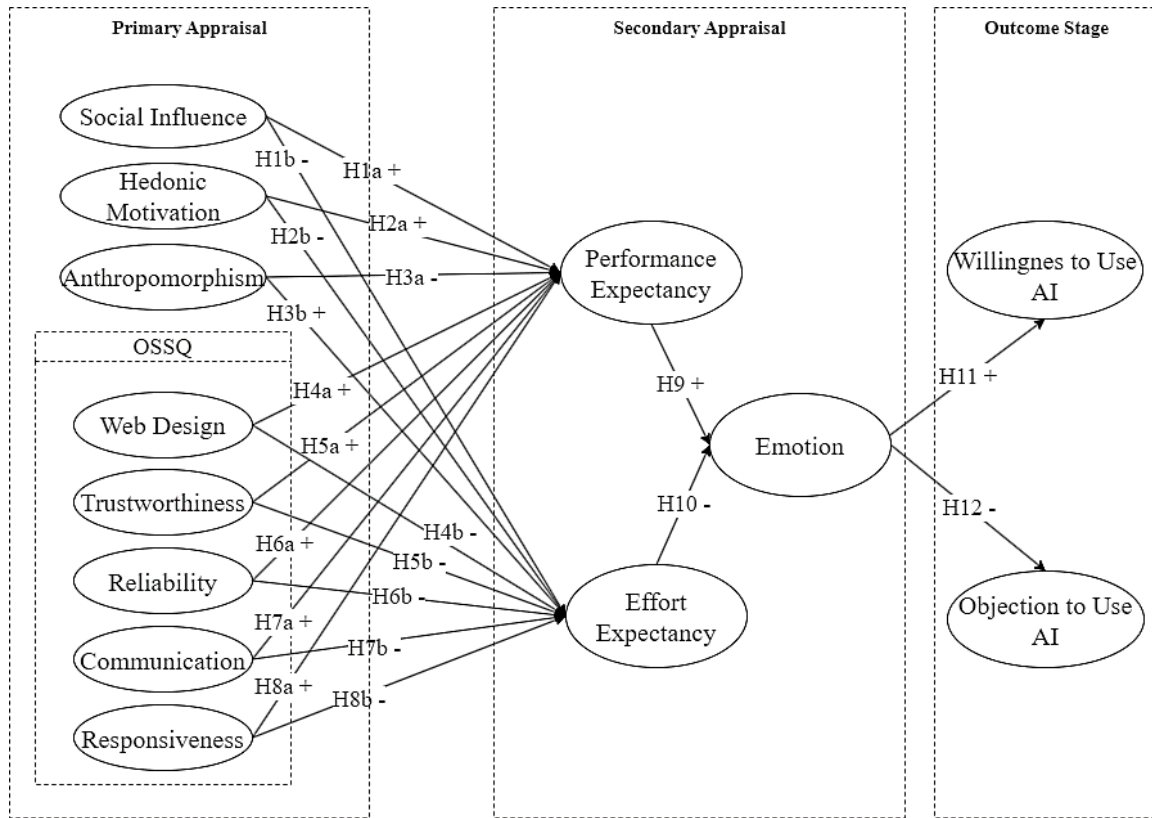 Primary Appraisal
Secondary Appraisal
Outcome Stage
Social Influence
Hedonic
Motivation
Anthropomorphism
OSSQ
Web Design
Trustworthiness
Reliability
Communication
Responsiveness
H1a +
H1b -
H2a +
H2b -
H3a -
H3b +
H4a +
H5a +
H4b -
H5b -
H6a +
H6b -
H7a +
H7b -
H8a +
H8b -
Performance
Expectancy
Effort
Expectancy
H9 +
H10 -
Emotion
H11 +
H12 -
Willingnes to Use
AI
Objection to Use
AI